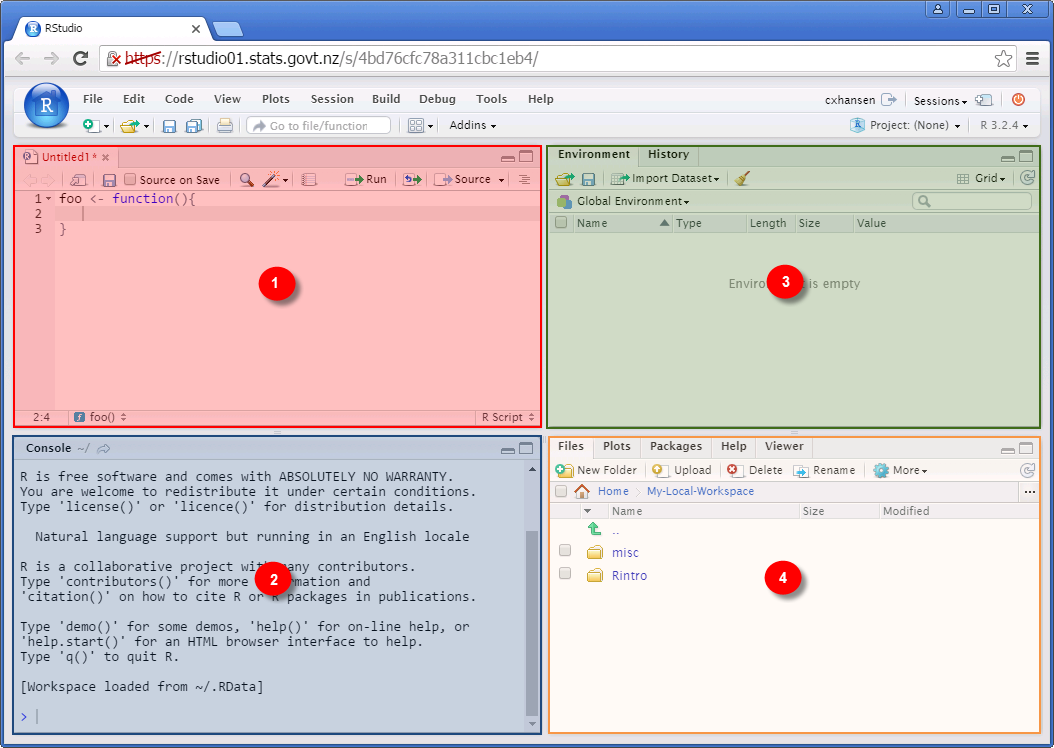 RStudio
https://rstudio01.stats.govt.nz/s/4bd76cfc78a311cbc1eb4/
File Edit Code View Plots Session Build Debug Tools Help
cxhansen Sessions
Go to file/function Addins
Project: (None) R 3.2.4
Untitled1*
Source on Save Run Source
1 foo <- function(){
2
3 }
1
2:4 foo() R Script
Environment History
Import Dataset Grid
Global Environment
Name Type Length Size Value
3
is empty
Console ~/
R is free software and comes with ABSOLUTELY NO WARRANTY.
You are welcome to redistribute it under certain conditions.
Type 'license()' or 'licence()' for distribution details.
Natural language support but running in an English locale
R is a collaborative project with many contributors.
Type 'contributors()' for more information and
'citation()' on how to cite R or R packages in publications.
2
Type 'demo()' for some demos, 'help()' for on-line help, or
'help.start()' for an HTML browser interface to help.
Type 'q()' to quit R.
[Workspace loaded from ~/.RData]
>
Files Plots Packages Help Viewer
New Folder Upload Delete Rename More
Home My-Local-Workspace ...
Name Size Modified
..
misc
Rintro
4